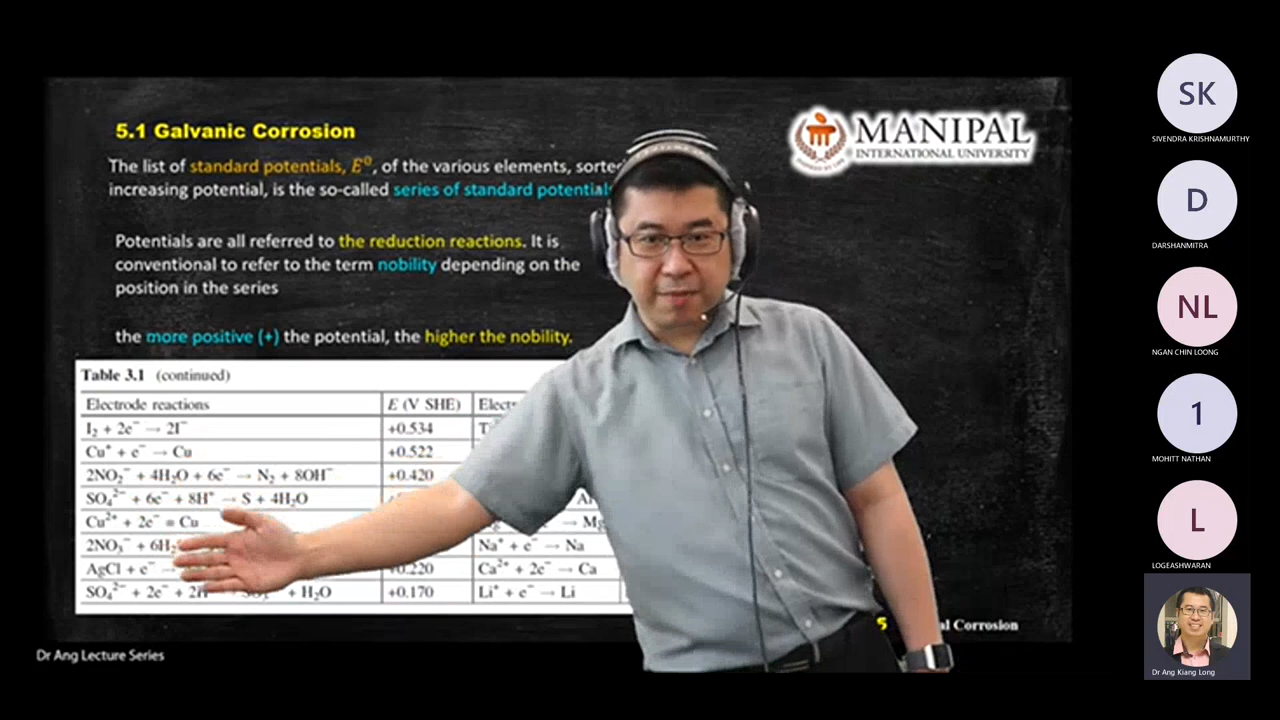 5.1 Galvanic Corrosion
The list of standard potentials, E⁰, of the various elements, sorted
increasing potential, is the so-called series of standard potentials
Potentials are all referred to the reduction reactions. It is
conventional to refer to the term nobility depending on the
position in the series
the more positive (+) the potential, the higher the nobility.
MANIPAL
INTERNATIONAL UNIVERSITY
Table 3.1 (continued)
Electrode reactions E (V SHE)
I₂ + 2e⁻ → 2I⁻ +0.534
Cu⁺ + e⁻ → Cu +0.522
2NO₂⁻ + 4H₂O + 6e⁻ → N₂ + 8OH⁻ +0.420
SO₄²⁻ + 6e⁻ + 8H⁺ → S + 4H₂O
Cu²⁺ + 2e⁻ = Cu → Mg
2NO₃⁻ + Na⁺ + e⁻ → Na
AgCl + e⁻ +0.220 Ca²⁺ + 2e⁻ → Ca
SO₄²⁻ + 2e⁻ + + H₂O +0.170 Li⁺ + e⁻ → Li
5 Corrosion
Dr Ang Lecture Series
SK
SIVENDRA KRISHNAMURTHY
D
DARSHANMITRA
NL
NGAN CHIN LOONG
1
MOHITT NATHAN
L
LOGEASHWARAN
Dr Ang Kiang Long